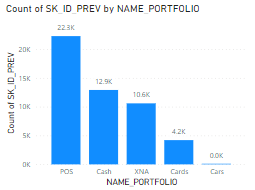 Count of SK_ID_PREV by NAME_PORTFOLIO
Count of SK_ID_PREV
20K
15K
10K
5K
0K
22.3K
12.9K
10.6K
4.2K
0.0K
POS
Cash
XNA
Cards
Cars
NAME_PORTFOLIO